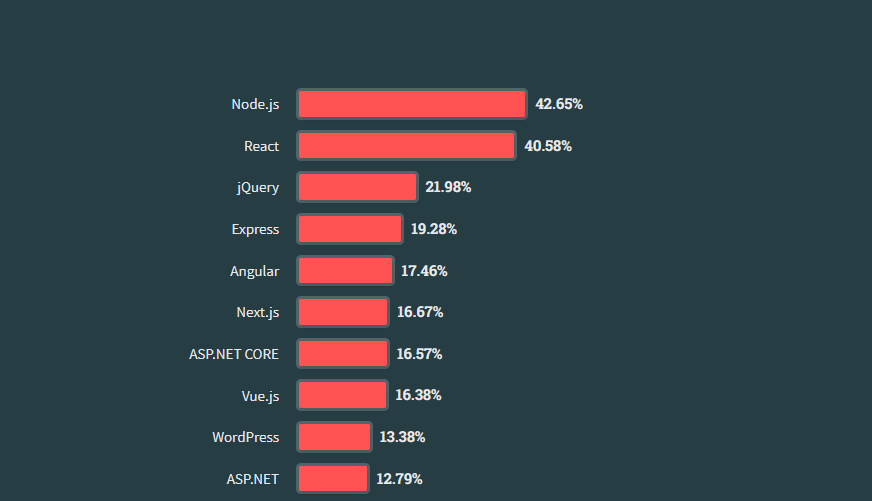 Node.js 42.65%
React 40.58%
jQuery 21.98%
Express 19.28%
Angular 17.46%
Next.js 16.67%
ASP.NET CORE 16.57%
Vue.js 16.38%
WordPress 13.38%
ASP.NET 12.79%